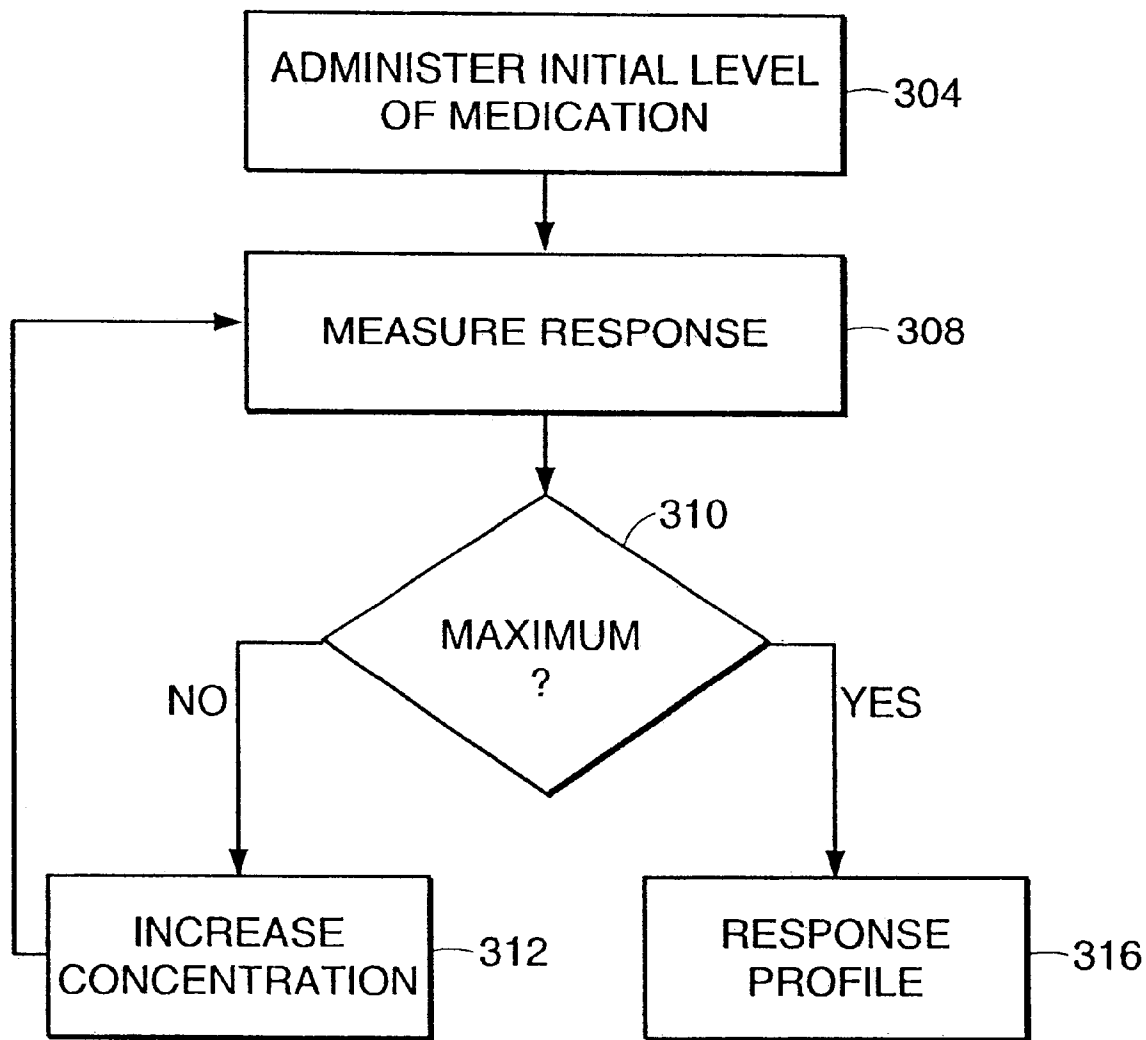 ADMINISTER INITIAL LEVEL
OF MEDICATION
304
MEASURE RESPONSE
308
310
MAXIMUM
?
NO
YES
INCREASE
CONCENTRATION
312
RESPONSE
PROFILE
316